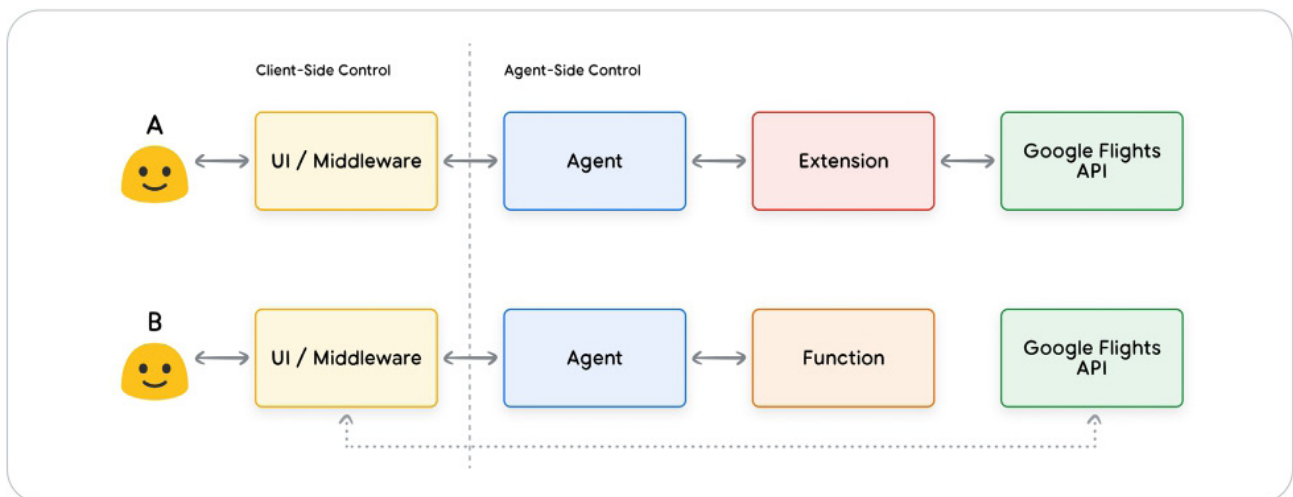 Client-Side Control
Agent-Side Control
A
UI / Middleware
Agent
Extension
Google Flights
API
B
UI / Middleware
Agent
Function
Google Flights
API